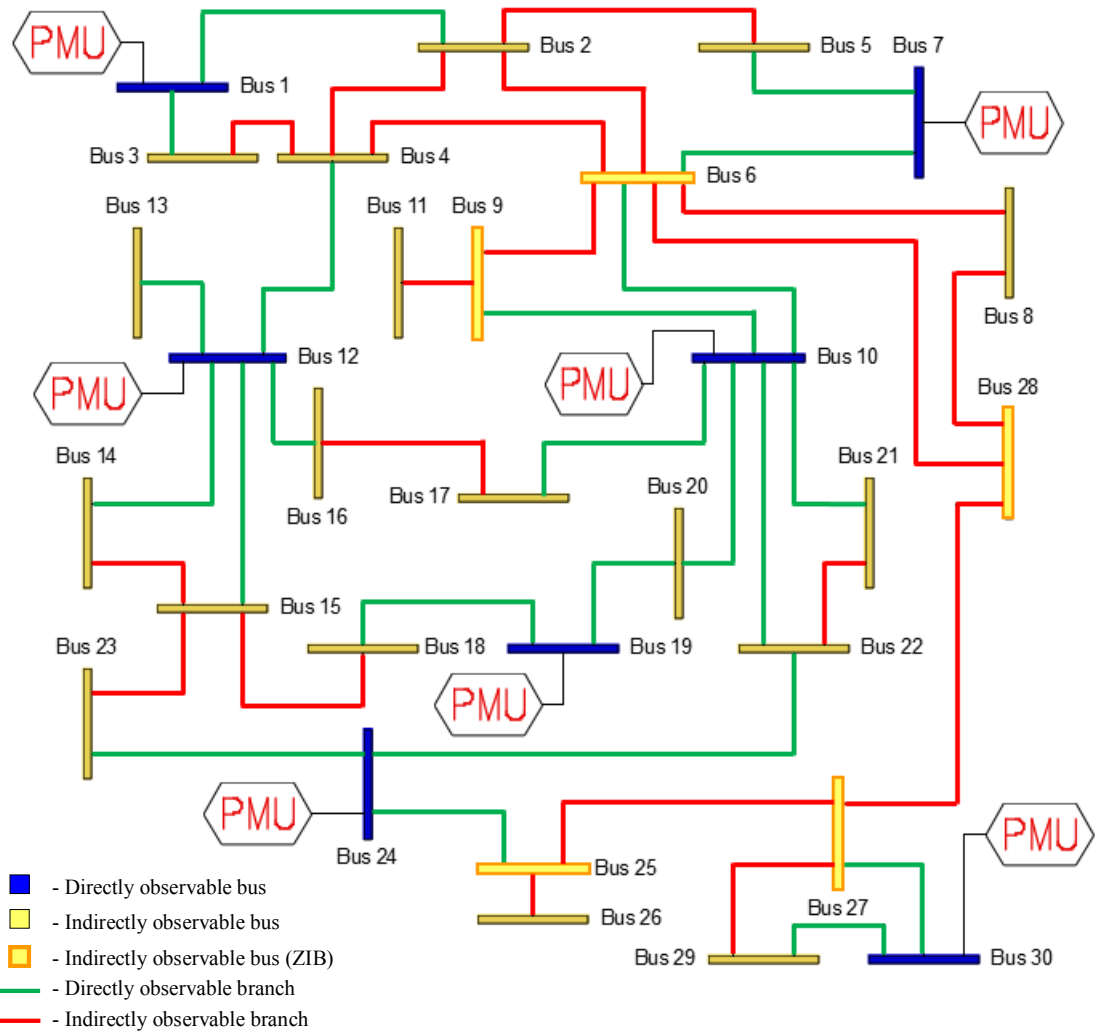 PMU
Bus 1
Bus 2
Bus 5
Bus 7
PMU
Bus 3
Bus 4
Bus 6
Bus 13
Bus 11
Bus 9
Bus 8
PMU
Bus 12
PMU
Bus 10
Bus 28
Bus 14
Bus 16
Bus 17
Bus 20
Bus 21
Bus 15
Bus 23
Bus 18
Bus 19
Bus 22
PMU
PMU
Bus 24
PMU
Bus 25
Bus 26
Bus 27
Bus 29
Bus 30
- Directly observable bus
- Indirectly observable bus
- Indirectly observable bus (ZIB)
- Directly observable branch
- Indirectly observable branch